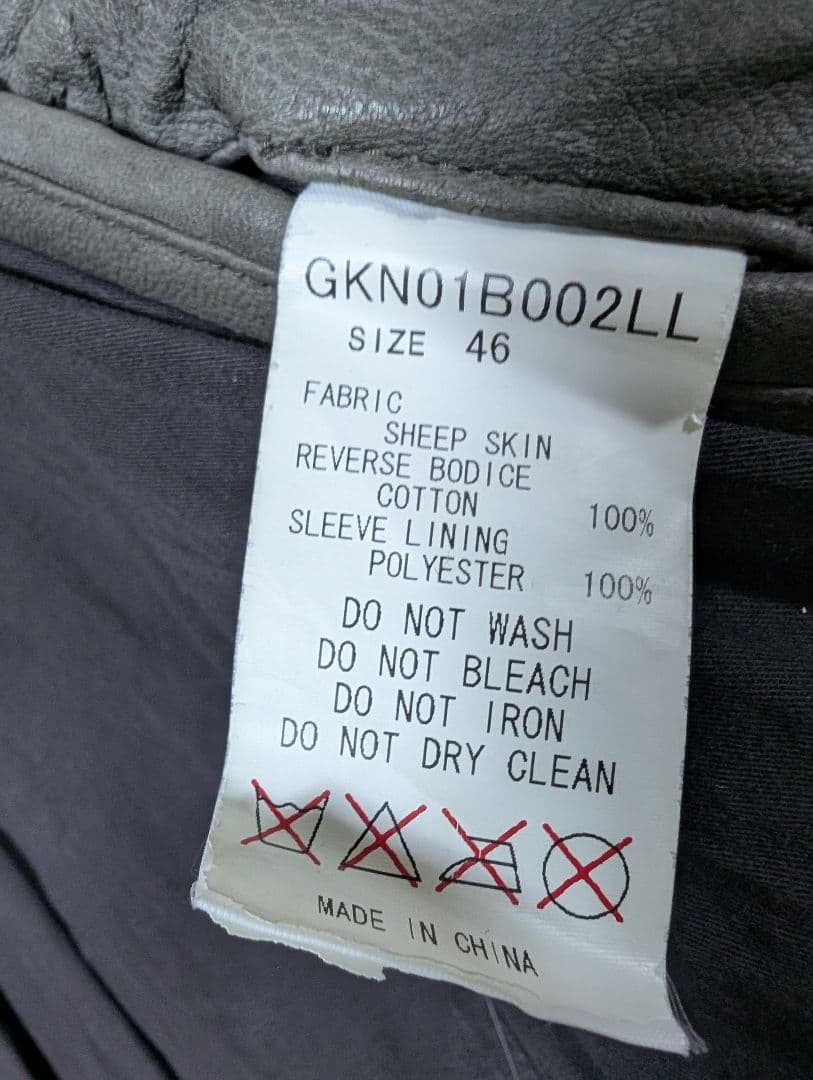 GKN01B002LL
SIZE 46
FABRIC
SHEEP SKIN
REVERSE BODICE
COTTON 100%
SLEEVE LINING
POLYESTER 100%
DO NOT WASH
DO NOT BLEACH
DO NOT IRON
DO NOT DRY CLEAN
MADE IN CHINA